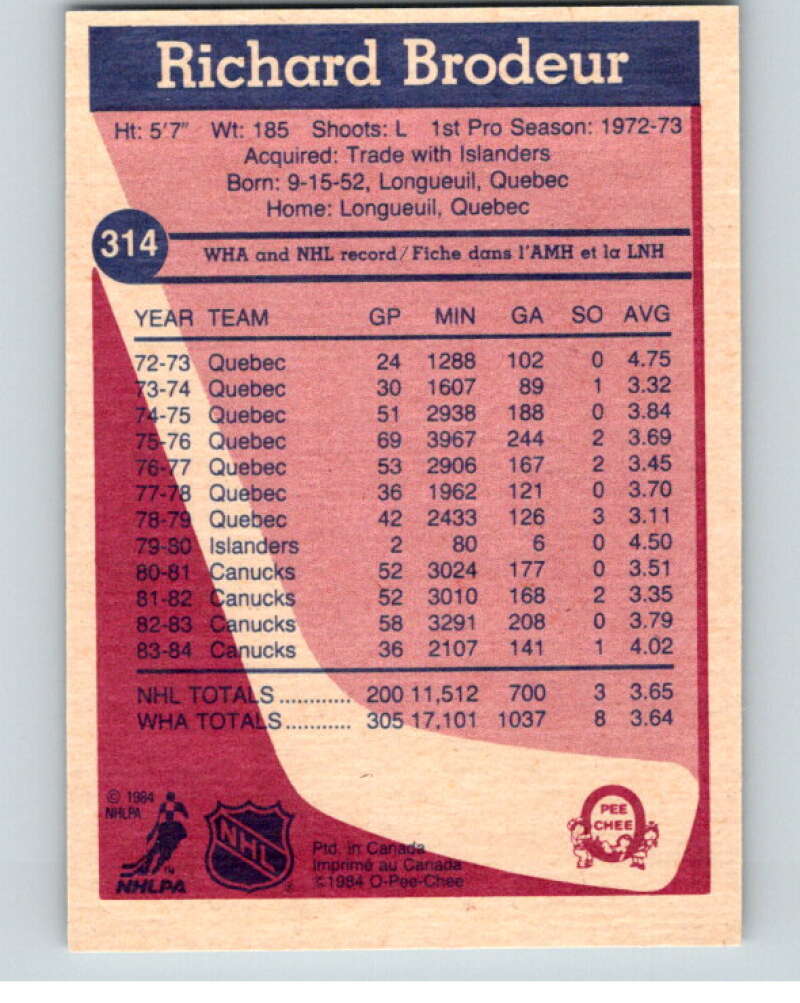 Richard Brodeur
Ht: 5'7" Wt: 185 Shoots: L 1st Pro Season: 1972-73
Acquired: Trade with Islanders
Born: 9-15-52, Longueuil, Quebec
Home: Longueuil, Quebec
314
WHA and NHL record/Fiche dans l'AMH et la LNH
YEAR TEAM GP MIN GA SO AVG
72-73 Quebec 24 1288 102 0 4.75
73-74 Quebec 30 1607 89 1 3.32
74-75 Quebec 51 2938 188 0 3.84
75-76 Quebec 69 3967 244 2 3.69
76-77 Quebec 53 2906 167 2 3.45
77-78 Quebec 36 1962 121 0 3.70
78-79 Quebec 42 2433 126 3 3.11
79-80 Islanders 2 80 6 0 4.50
80-81 Canucks 52 3024 177 0 3.51
81-82 Canucks 52 3010 168 2 3.35
82-83 Canucks 58 3291 208 0 3.79
83-84 Canucks 36 2107 141 1 4.02
NHL TOTALS ............ 200 11,512 700 3 3.65
WHA TOTALS........... 305 17,101 1037 8 3.64
© 1984
NHLPA
NHLPA
TM
NHL
®
Ptd. in Canada
Imprimé au Canada
©1984 O-Pee-Chee
O
PEE
CHEE